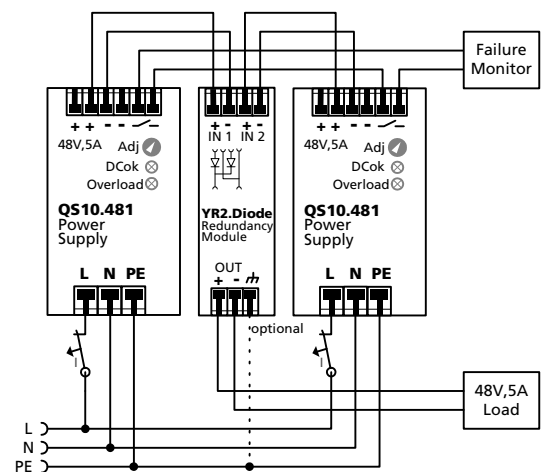 Failure
Monitor
+ + - -
48V,5A
Adj
DCok
Overload
QS10.481
Power
Supply
L N PE
+ - + -
IN 1 IN 2
YR2.Diode
Redundancy
Module
OUT
+ -
optional
+ + - -
48V,5A
Adj
DCok
Overload
QS10.481
Power
Supply
L N PE
I
I
48V,5A
Load
L
N
PE